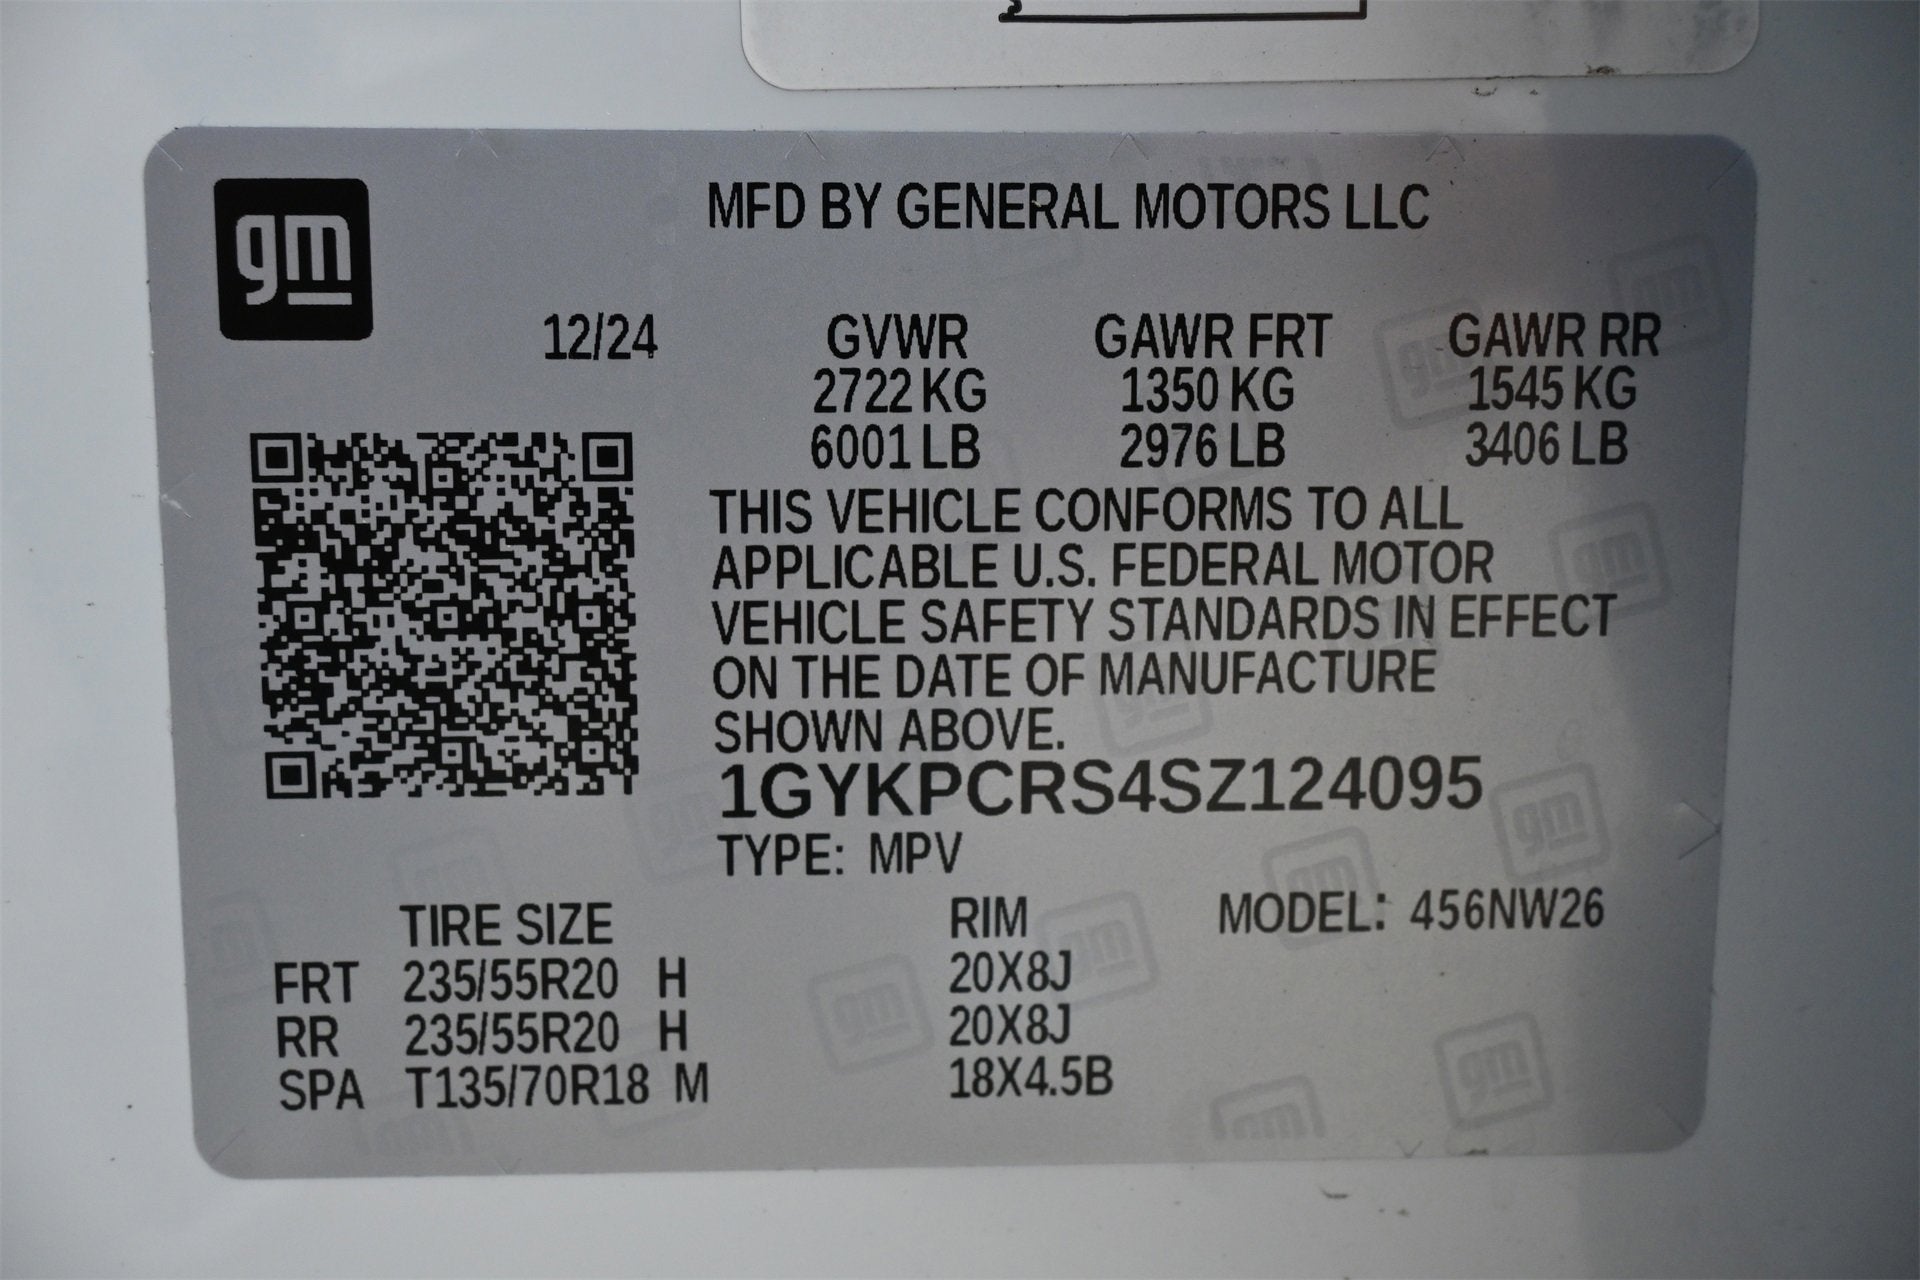 gm
MFD BY GENERAL MOTORS LLC
12/24 GVWR GAWR FRT GAWR RR
2722 KG 1350 KG 1545 KG
6001 LB 2976 LB 3406 LB
THIS VEHICLE CONFORMS TO ALL
APPLICABLE U.S. FEDERAL MOTOR
VEHICLE SAFETY STANDARDS IN EFFECT
ON THE DATE OF MANUFACTURE
SHOWN ABOVE.
1GYKPCRS4SZ124095
TYPE: MPV
TIRE SIZE RIM MODEL: 456NW26
FRT 235/55R20 H 20X8J
RR 235/55R20 H 20X8J
SPA T135/70R18 M 18X4.5B